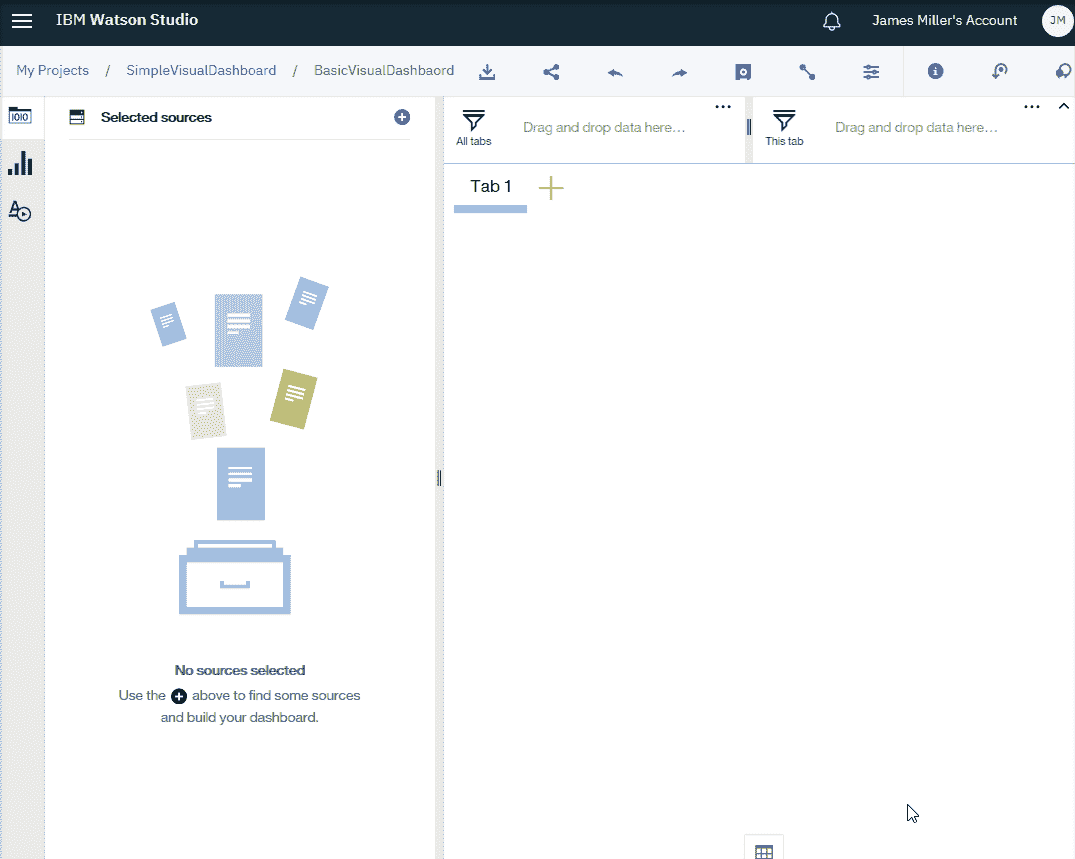 IBM Watson Studio
James Miller's Account
JM
My Projects / SimpleVisualDashboard / BasicVisualDashbaord
Selected sources
All tabs
Drag and drop data here...
This tab
Drag and drop data here...
Tab 1
No sources selected
Use the + above to find some sources
and build your dashboard.